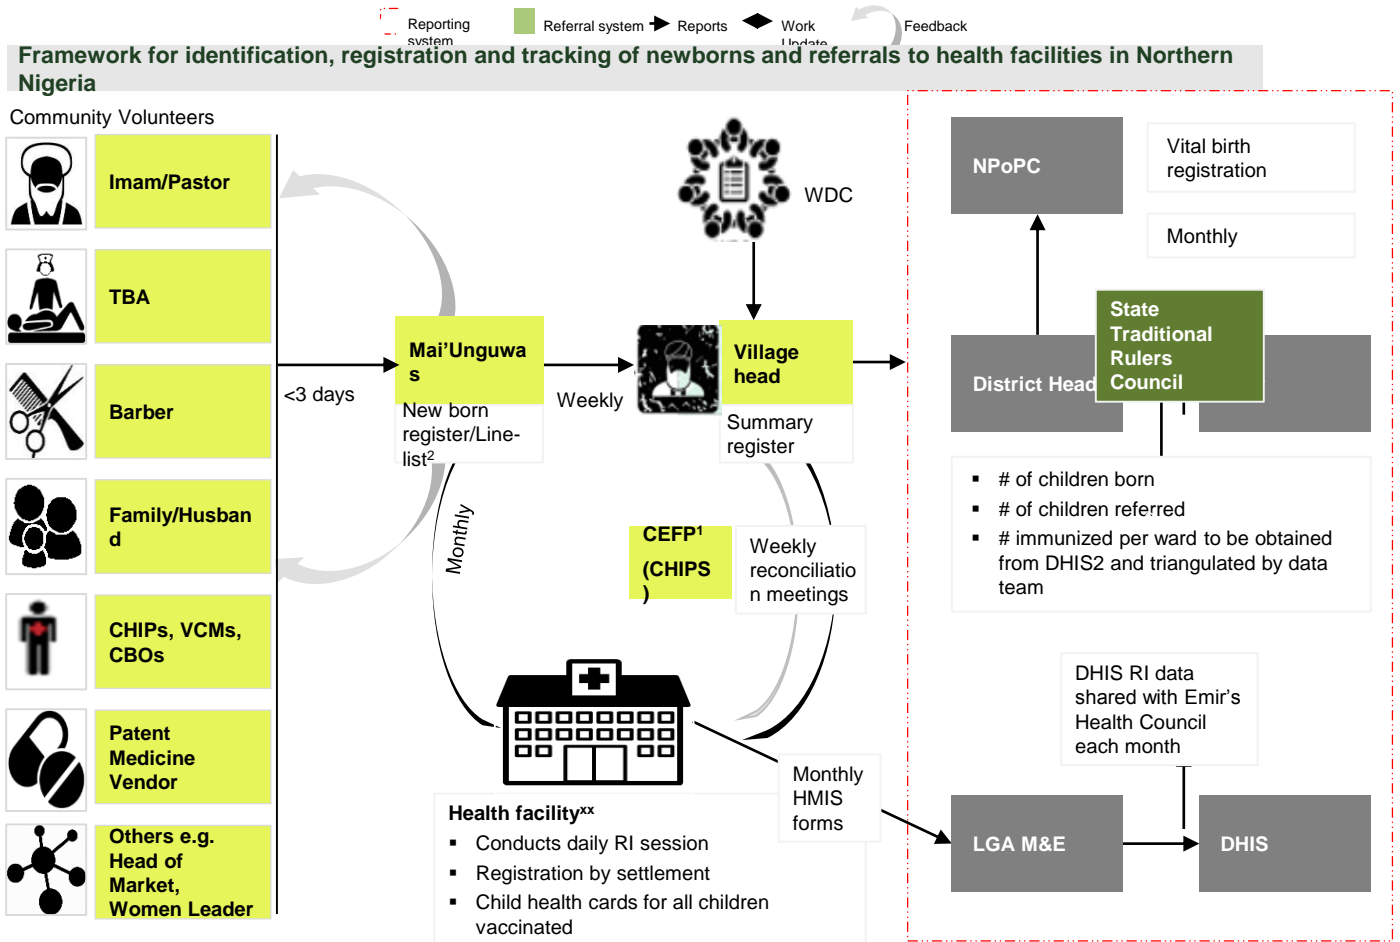 Reporting
system
Referral system
Reports
Work
Update
Feedback
Framework for identification, registration and tracking of newborns and referrals to health facilities in Northern
Nigeria
Community Volunteers
Imam/Pastor
TBA
Barber
Family/Husban
d
CHIPs, VCMs,
CBOs
Patent
Medicine
Vendor
Others e.g.
Head of
Market,
Women Leader
<3 days
Mai’Unguwa
s
New born
register/Line-
list²
Weekly
Monthly
WDC
Village
head
Summary
register
CEFP¹
(CHIPS
)
Weekly
reconciliatio
n meetings
Health facilityˣˣ
▪ Conducts daily RI session
▪ Registration by settlement
▪ Child health cards for all children
vaccinated
Monthly
HMIS
forms
NPoPC
Vital birth
registration
Monthly
State
Traditional
Rulers
Council
District Head
▪ # of children born
▪ # of children referred
▪ # immunized per ward to be obtained
from DHIS2 and triangulated by data
team
DHIS RI data
shared with Emir’s
Health Council
each month
LGA M&E
DHIS